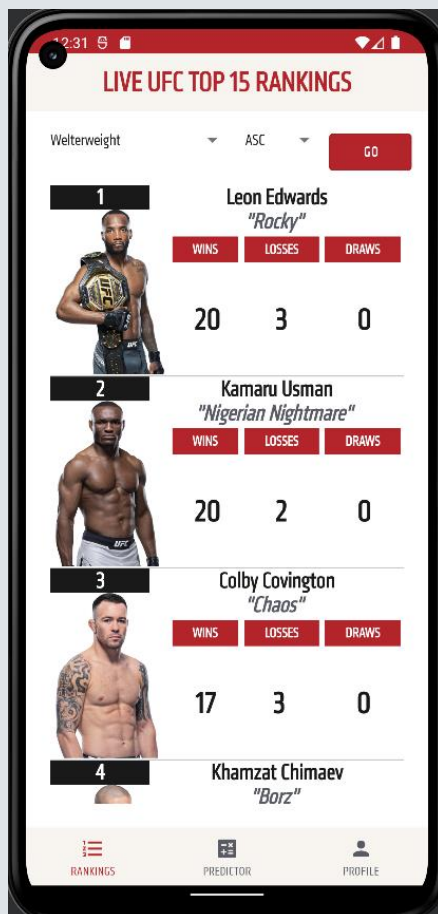 12:31
LIVE UFC TOP 15 RANKINGS
Welterweight ASC GO
1
Leon Edwards
"Rocky"
WINS LOSSES DRAWS
20 3 0
UFC
2
Kamaru Usman
"Nigerian Nightmare"
WINS LOSSES DRAWS
20 2 0
UFC
3
Colby Covington
"Chaos"
WINS LOSSES DRAWS
17 3 0
4
Khamzat Chimaev
"Borz"
RANKINGS PREDICTOR PROFILE